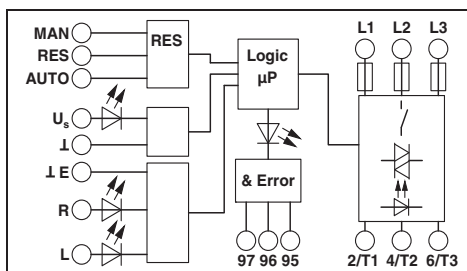 MAN
RES
AUTO
RES
Us
⊥
⊥ E
R
L
Logic
µP
& Error
97 96 95
L1 L2 L3
2/T1 4/T2 6/T3